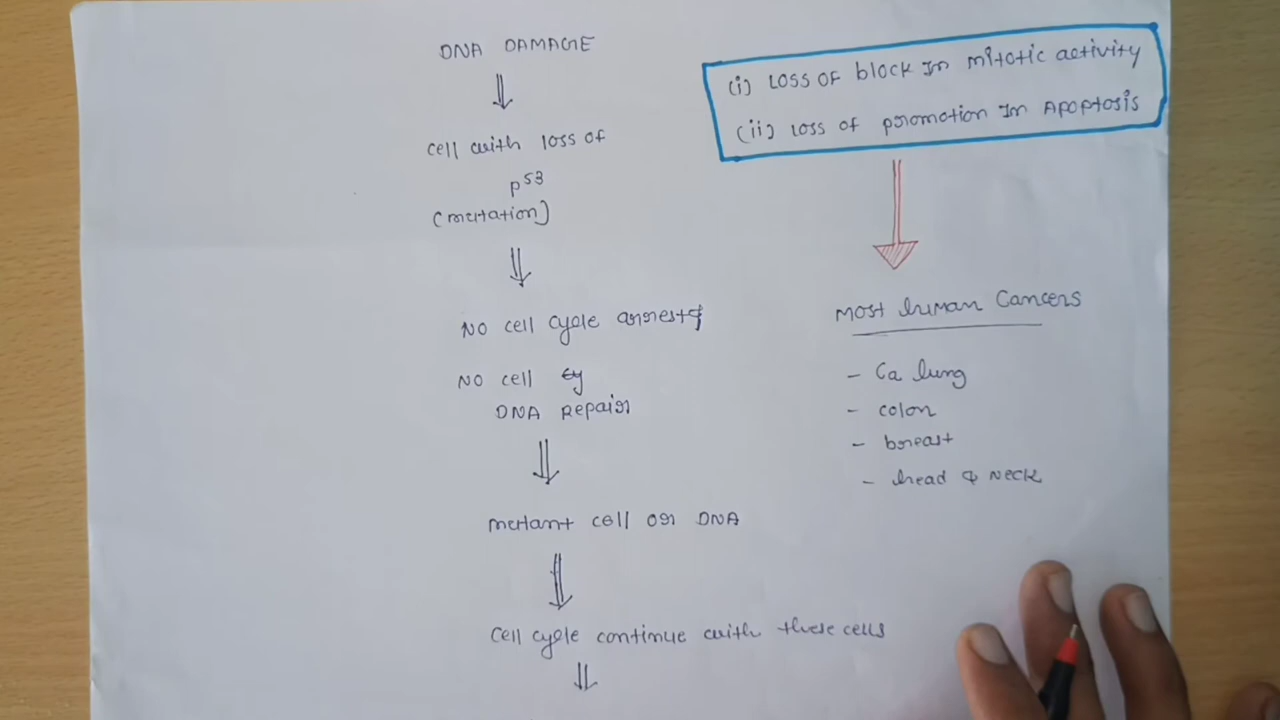 DNA DAMAGE
cell with loss of
p53
(mutation)
NO cell cycle arrest &
NO cell
DNA Repair
mutant cell or DNA
Cell cycle continue with these cells
(i) LOSS OF block In mitotic activity
(ii) Loss of promotion In Apoptosis
Most human Cancers
- Ca lung
- colon
- breast
- head & Neck